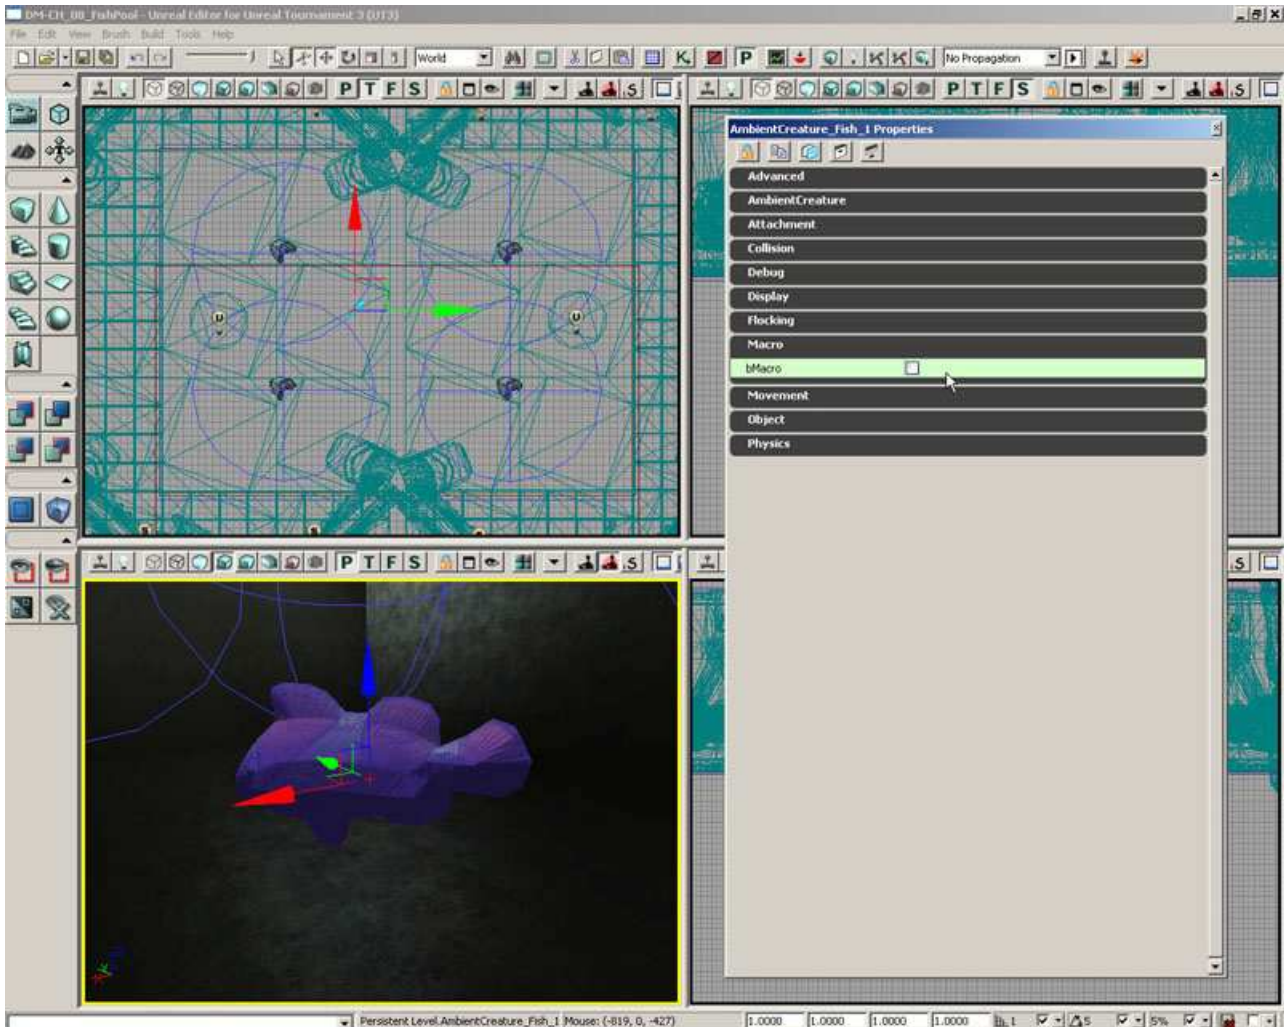 DM-CH_08_FishPool - Unreal Editor for Unreal Tournament 3 (UT3)
File Edit View Brush Build Tools Help
World
P
No Propagation
P T F S
S
P T F S
S
AmbientCreature_Fish_1 Properties
Advanced
AmbientCreature
Attachment
Collision
Debug
Display
Flocking
Macro
bMacro
Movement
Object
Physics
P T F S
S
S
Persistent Level.AmbientCreature_Fish_1
Mouse: (-819, 0, -427)
1.0000
1.0000
1.0000
1.0000
1
5
5%